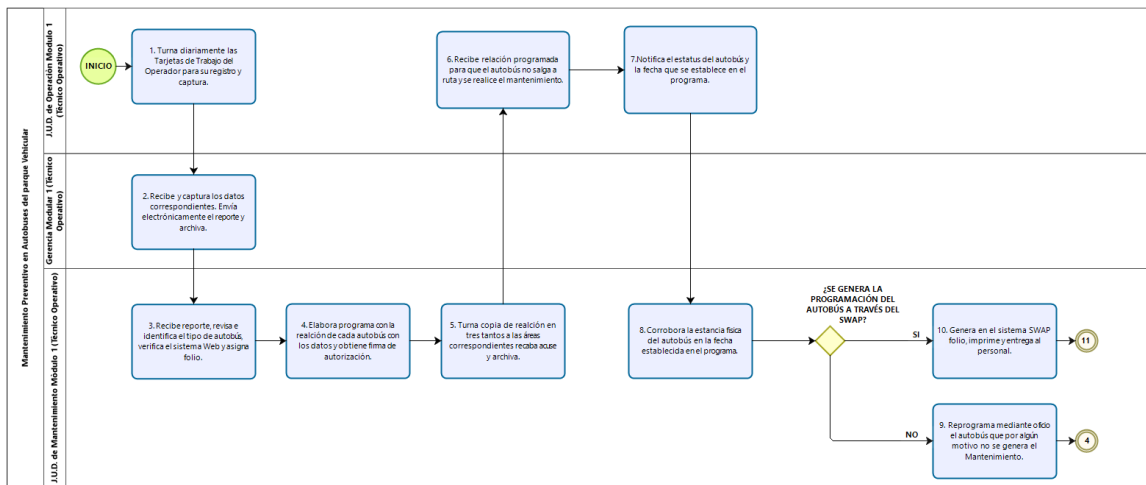 Mantenimiento Preventivo en Autobuses del parque Vehicular
J.U.D. de Operación Modulo 1
(Técnico Operativo)
INICIO
1. Turna diariamente las
Tarjetas de Trabajo del
Operador para su registro y
captura.
6. Recibe relación programada
para que el autobús no salga a
ruta y se realice el mantenimiento.
7.Notifica el estatus del autobús y
la fecha que se establece en el
programa.
Gerencia Modular 1 (Técnico
Operativo)
2. Recibe y captura los datos
correspondientes. Envía
electrónicamente el reporte y
archiva.
J.U.D. de Mantenimiento Módulo 1 (Técnico Operativo)
3. Recibe reporte, revisa e
identifica el tipo de autobús,
verifica el sistema Web y asigna
folio.
4. Elabora programa con la
realción de cada autobús con
los datos y obtiene firma de
autorización.
5. Turna copia de realción en
tres tantos a las áreas
correspondientes recaba acuse
y archiva.
8. Corrobora la estancia física
del autobús en la fecha
establecida en el programa.
¿SE GENERA LA
PROGRAMACIÓN DEL
AUTOBÚS A TRAVÉS DEL
SWAP?
SI
10. Genera en el sistema SWAP
folio, imprime y entrega al
personal.
11
NO
9. Reprograma mediante oficio
el autobús que por algún
motivo no se genera el
Mantenimiento.
4